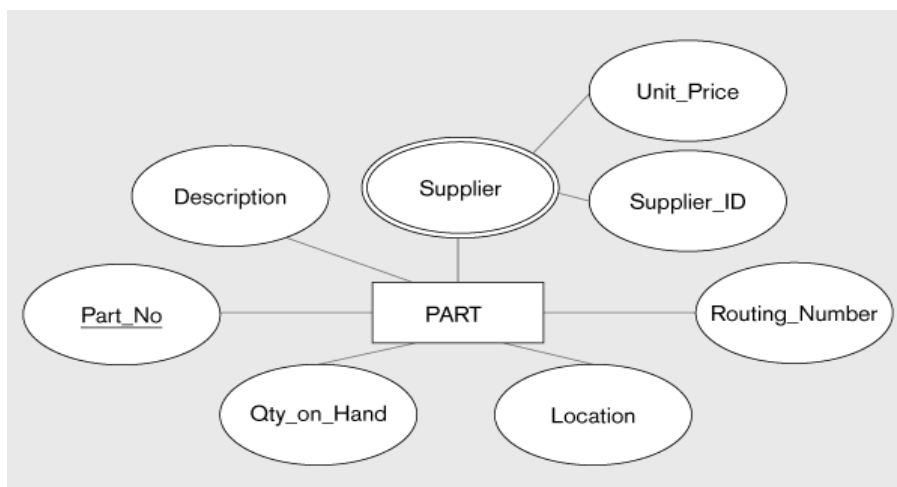 Unit_Price
Description
Supplier
Supplier_ID
Part_No
PART
Routing_Number
Qty_on_Hand
Location